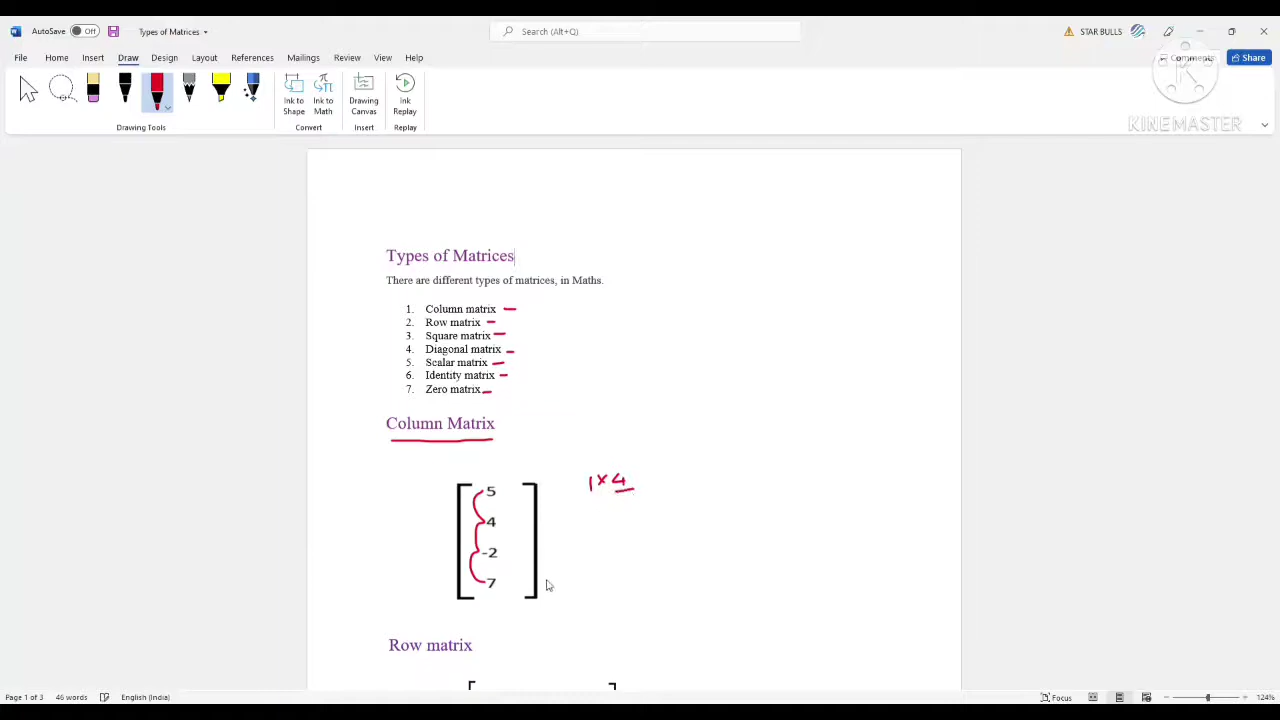 AutoSave Off Types of Matrices Search (Alt+Q) STAR BULLS
File Home Insert Draw Design Layout References Mailings Review View Help Comments Share
Ink to Shape Ink to Math Drawing Canvas Ink Replay
Drawing Tools Convert Insert Replay
KINEMASTER
Types of Matrices
There are different types of matrices, in Maths.
1. Column matrix
2. Row matrix
3. Square matrix
4. Diagonal matrix
5. Scalar matrix
6. Identity matrix
7. Zero matrix
Column Matrix
1×4
5
4
-2
7
Row matrix
Page 1 of 3 46 words English (India) Focus 124%